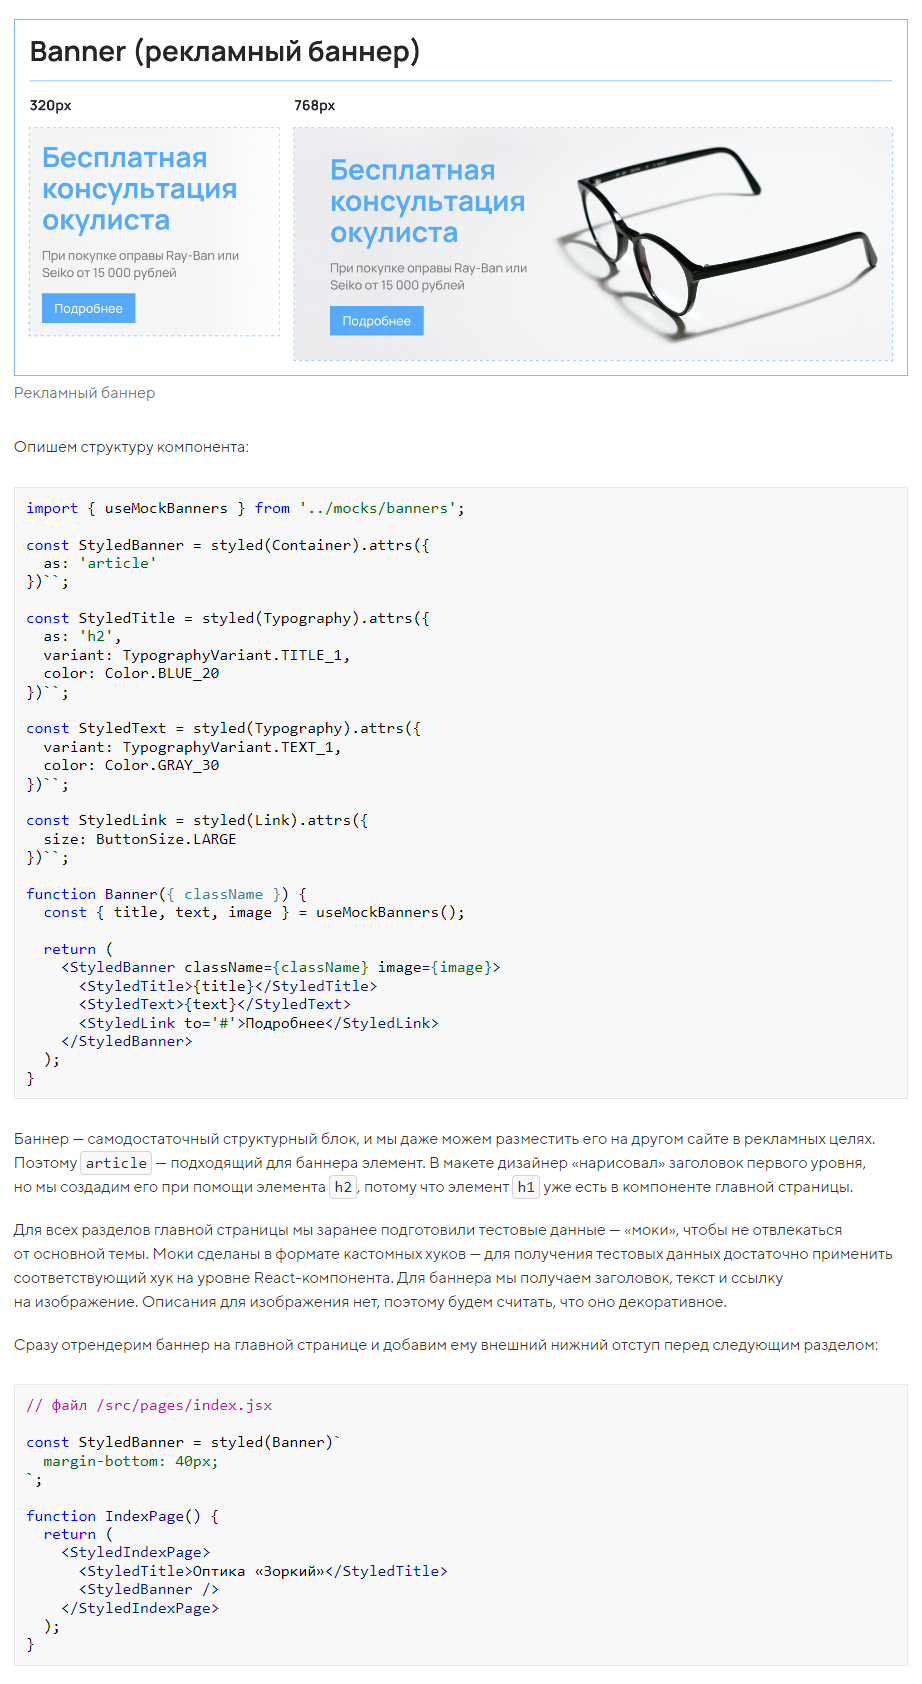 Banner (рекламный баннер)
320px
768px
Бесплатная
консультация
окулиста
При покупке оправы Ray-Ban или
Seiko от 15 000 рублей
Подробнее
Бесплатная
консультация
окулиста
При покупке оправы Ray-Ban или
Seiko от 15 000 рублей
Подробнее
Рекламный баннер
Опишем структуру компонента:
import { useMockBanners } from '../mocks/banners';
const StyledBanner = styled(Container).attrs({
  as: 'article'
})``;
const StyledTitle = styled(Typography).attrs({
  as: 'h2',
  variant: TypographyVariant.TITLE_1,
  color: Color.BLUE_20
})``;
const StyledText = styled(Typography).attrs({
  variant: TypographyVariant.TEXT_1,
  color: Color.GRAY_30
})``;
const StyledLink = styled(Link).attrs({
  size: ButtonSize.LARGE
})``;
function Banner({ className }) {
  const { title, text, image } = useMockBanners();
  return (
    <StyledBanner className={className} image={image}>
      <StyledTitle>{title}</StyledTitle>
      <StyledText>{text}</StyledText>
      <StyledLink to='#'>Подробнее</StyledLink>
    </StyledBanner>
  );
}
Баннер — самодостаточный структурный блок, и мы даже можем разместить его на другом сайте в рекламных целях.
Поэтому article — подходящий для баннера элемент. В макете дизайнер «нарисовал» заголовок первого уровня,
но мы создадим его при помощи элемента h2, потому что элемент h1 уже есть в компоненте главной страницы.
Для всех разделов главной страницы мы заранее подготовили тестовые данные — «моки», чтобы не отвлекаться
от основной темы. Моки сделаны в формате кастомных хуков — для получения тестовых данных достаточно применить
соответствующий хук на уровне React-компонента. Для баннера мы получаем заголовок, текст и ссылку
на изображение. Описания для изображения нет, поэтому будем считать, что оно декоративное.
Сразу отрендерим баннер на главной странице и добавим ему внешний нижний отступ перед следующим разделом:
// файл /src/pages/index.jsx
const StyledBanner = styled(Banner)`
  margin-bottom: 40px;
`;
function IndexPage() {
  return (
    <StyledIndexPage>
      <StyledTitle>Оптика «Зоркий»</StyledTitle>
      <StyledBanner />
    </StyledIndexPage>
  );
}